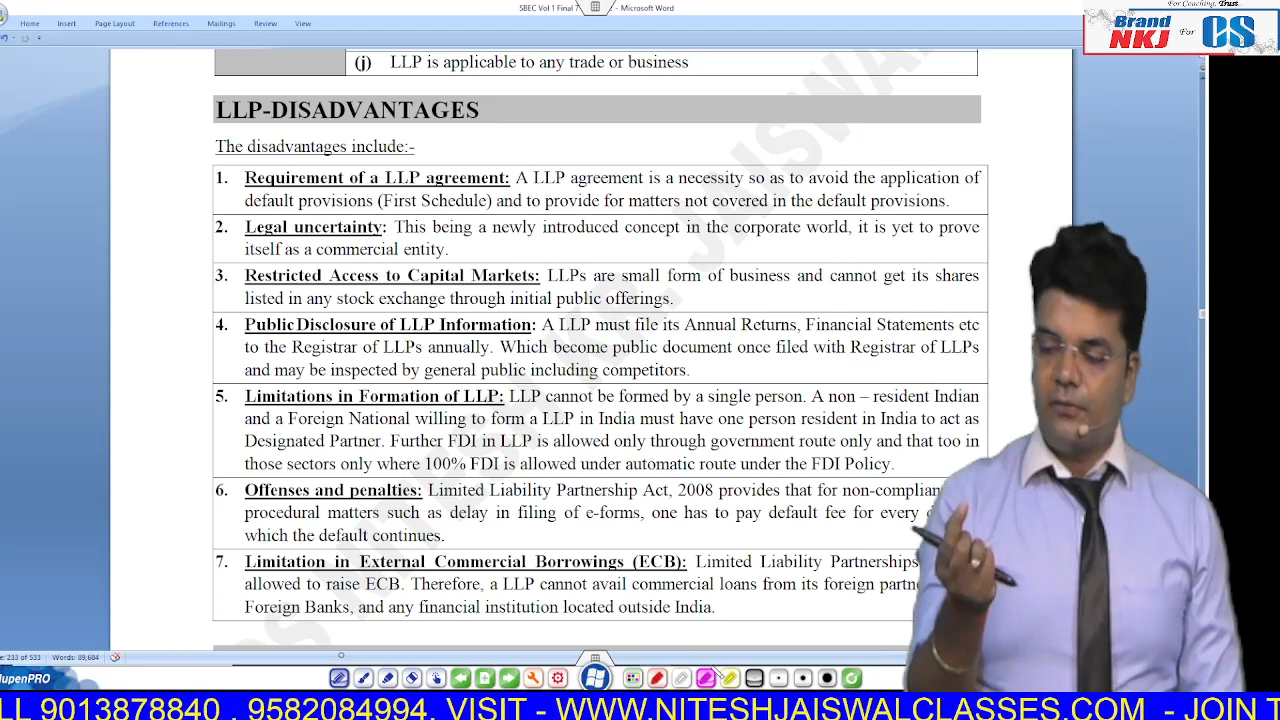 SBEC Vol 1 Final
- Microsoft Word
For Coaching, Trust...
Brand NKJ For CS
Home Insert Page Layout References Mailings Review View
(j) LLP is applicable to any trade or business
LLP-DISADVANTAGES
The disadvantages include:-
1. Requirement of a LLP agreement: A LLP agreement is a necessity so as to avoid the application of
default provisions (First Schedule) and to provide for matters not covered in the default provisions.
2. Legal uncertainty: This being a newly introduced concept in the corporate world, it is yet to prove
itself as a commercial entity.
3. Restricted Access to Capital Markets: LLPs are small form of business and cannot get its shares
listed in any stock exchange through initial public offerings.
4. Public Disclosure of LLP Information: A LLP must file its Annual Returns, Financial Statements etc
to the Registrar of LLPs annually. Which become public document once filed with Registrar of LLPs
and may be inspected by general public including competitors.
5. Limitations in Formation of LLP: LLP cannot be formed by a single person. A non – resident Indian
and a Foreign National willing to form a LLP in India must have one person resident in India to act as
Designated Partner. Further FDI in LLP is allowed only through government route only and that too in
those sectors only where 100% FDI is allowed under automatic route under the FDI Policy.
6. Offenses and penalties: Limited Liability Partnership Act, 2008 provides that for non-complian
procedural matters such as delay in filing of e-forms, one has to pay default fee for every
which the default continues.
7. Limitation in External Commercial Borrowings (ECB): Limited Liability Partnerships
allowed to raise ECB. Therefore, a LLP cannot avail commercial loans from its foreign partne
Foreign Banks, and any financial institution located outside India.
NITESH KR. JAISWAL
e: 233 of 533 Words: 89,684
upenPRO
LL 9013878840 , 9582084994, VISIT - WWW.NITESHJAISWALCLASSES.COM - JOIN T